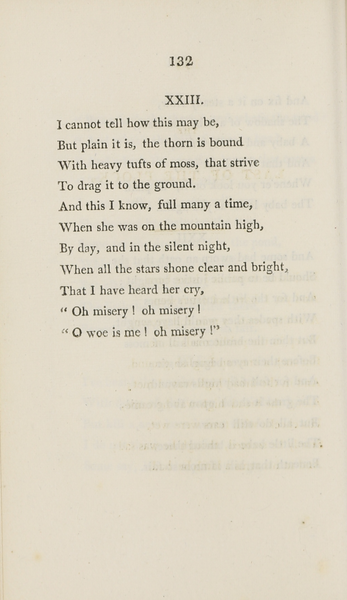 132
XXIII.
I cannot tell how this may be,
But plain it is, the thorn is bound
With heavy tufts of moss, that strive
To drag it to the ground.
And this I know, full many a time,
When she was on the mountain high,
By day, and in the silent night,
When all the stars shone clear and bright,
That I have heard her cry,
“ Oh misery ! oh misery !
“ O woe is me ! oh misery !”